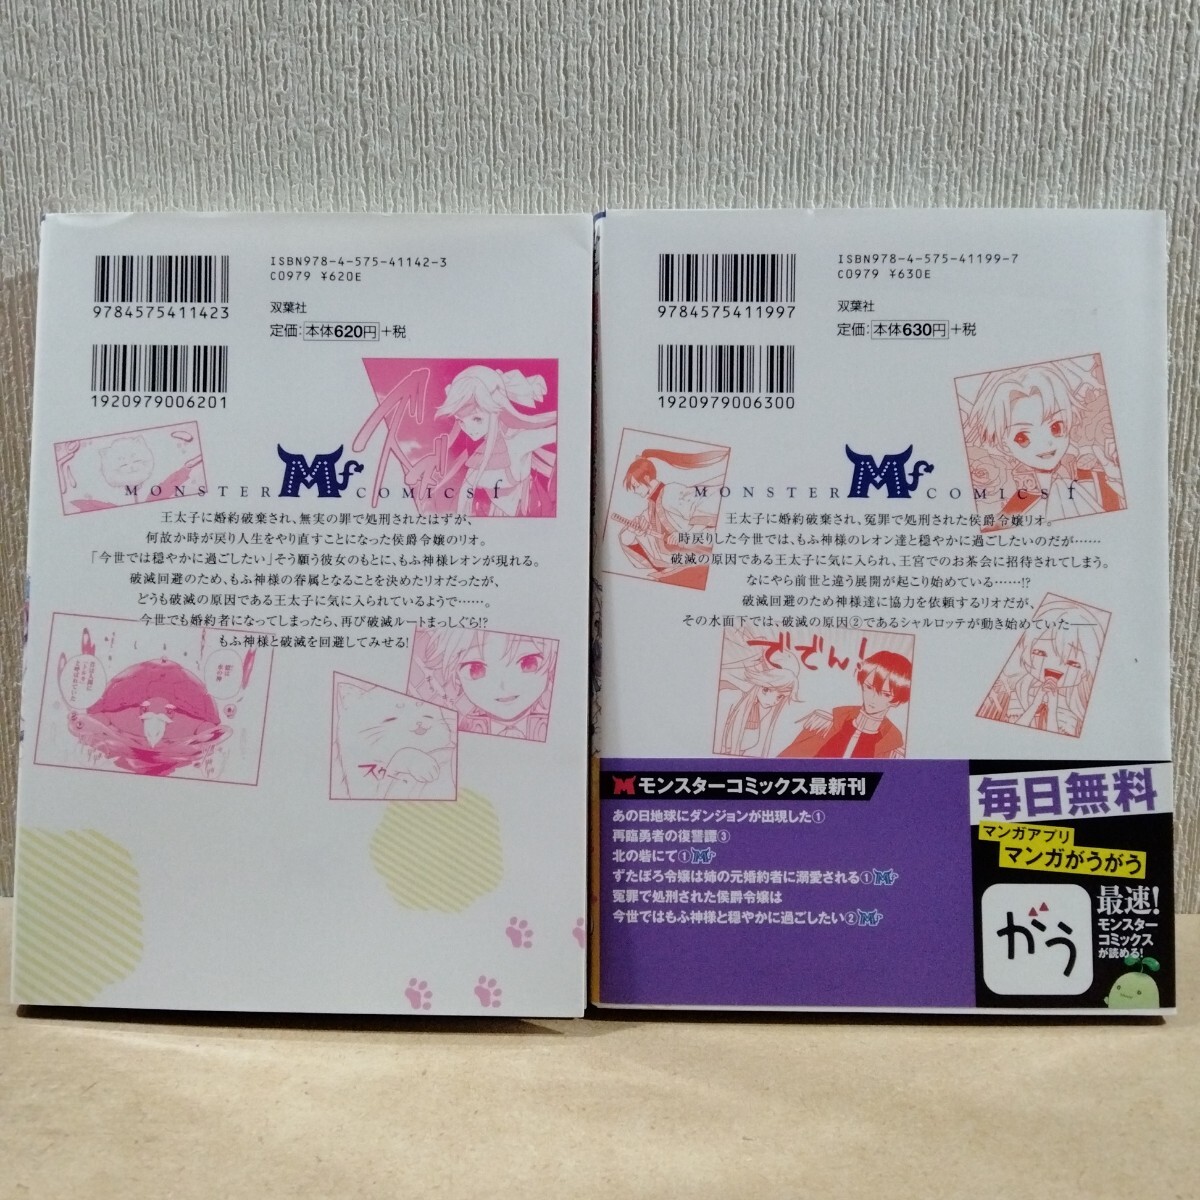 ISBN978-4-575-41142-3
C0979 ¥620E
9784575411423
双葉社
定価:本体620円+税
1920979006201
Mf
MONSTER COMICS f
王太子に婚約破棄され、無実の罪で処刑されたはずが、
何故か時が戻り人生をやり直すことになった侯爵令嬢のリオ。
「今世では穏やかに過ごしたい」そう願う彼女のもとに、もふ神様レオンが現れる。
破滅回避のため、もふ神様の眷属となることを決めたリオだったが、
どうも破滅の原因である王太子に気に入られているようで……。
今世でも婚約者になってしまったら、再び破滅ルートまっしぐら!?
もふ神様と破滅を回避してみせる!
ISBN978-4-575-41199-7
C0979 ¥630E
9784575411997
双葉社
定価:本体630円+税
1920979006300
Mf
MONSTER COMICS f
王太子に婚約破棄され、冤罪で処刑された侯爵令嬢リオ。
時戻りした今世では、もふ神様のレオン達と穏やかに過ごしたいのだが……
破滅の原因である王太子に気に入られ、王宮でのお茶会に招待されてしまう。
なにやら前世と違う展開が起こり始めている……!?
破滅回避のため神様達に協力を依頼するリオだが、
その水面下では、破滅の原因②であるシャルロッテが動き始めていた——
ででん!
モンスターコミックス最新刊
あの日地球にダンジョンが出現した①
再臨勇者の復讐譚③
北の砦にて①Mf
ずたぼろ令嬢は姉の元婚約者に溺愛される①Mf
冤罪で処刑された侯爵令嬢は
今世ではもふ神様と穏やかに過ごしたい②Mf
毎日無料
マンガアプリ
マンガがうがう
がう
最速!
モンスター
コミックス
が読める!